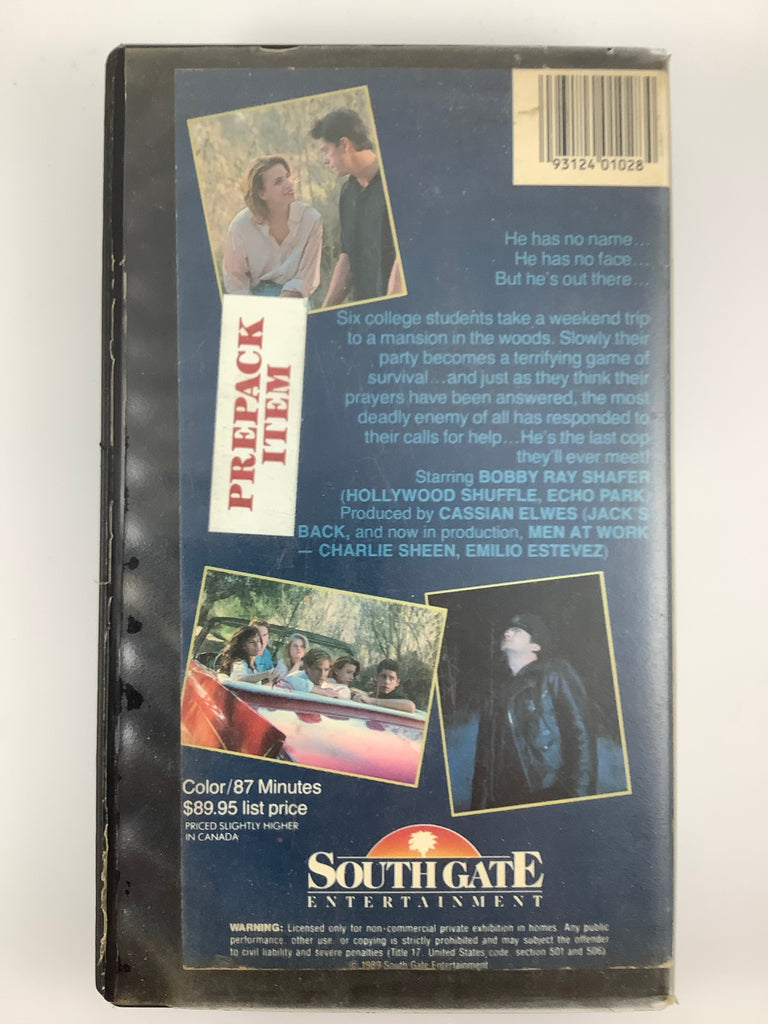 93124 01028
He has no name...
He has no face...
But he's out there...
Six college students take a weekend trip
to a mansion in the woods. Slowly their
party becomes a terrifying game of
survival...and just as they think their
prayers have been answered, the most
deadly enemy of all has responded to
their calls for help...He's the last cop
they'll ever meet!
Starring BOBBY RAY SHAFER
(HOLLYWOOD SHUFFLE, ECHO PARK)
Produced by CASSIAN ELWES (JACK'S
BACK, and now in production, MEN AT WORK
— CHARLIE SHEEN, EMILIO ESTEVEZ)
PREPACK
ITEM
Color/87 Minutes
$89.95 list price
PRICED SLIGHTLY HIGHER
IN CANADA
SOUTH GATE
ENTERTAINMENT
WARNING: Licensed only for non-commercial private exhibition in homes. Any public
performance, other use, or copying is strictly prohibited and may subject the offender
to civil liability and severe penalties (Title 17, United States code, section 501 and 506).
© 1989 South Gate Entertainment